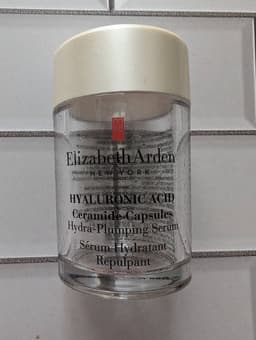 Elizabeth Arden
NEW YORK
HYALURONIC ACID
Ceramide Capsules
Hydra-Plumping Serum
Sérum Hydratant
Repulpant